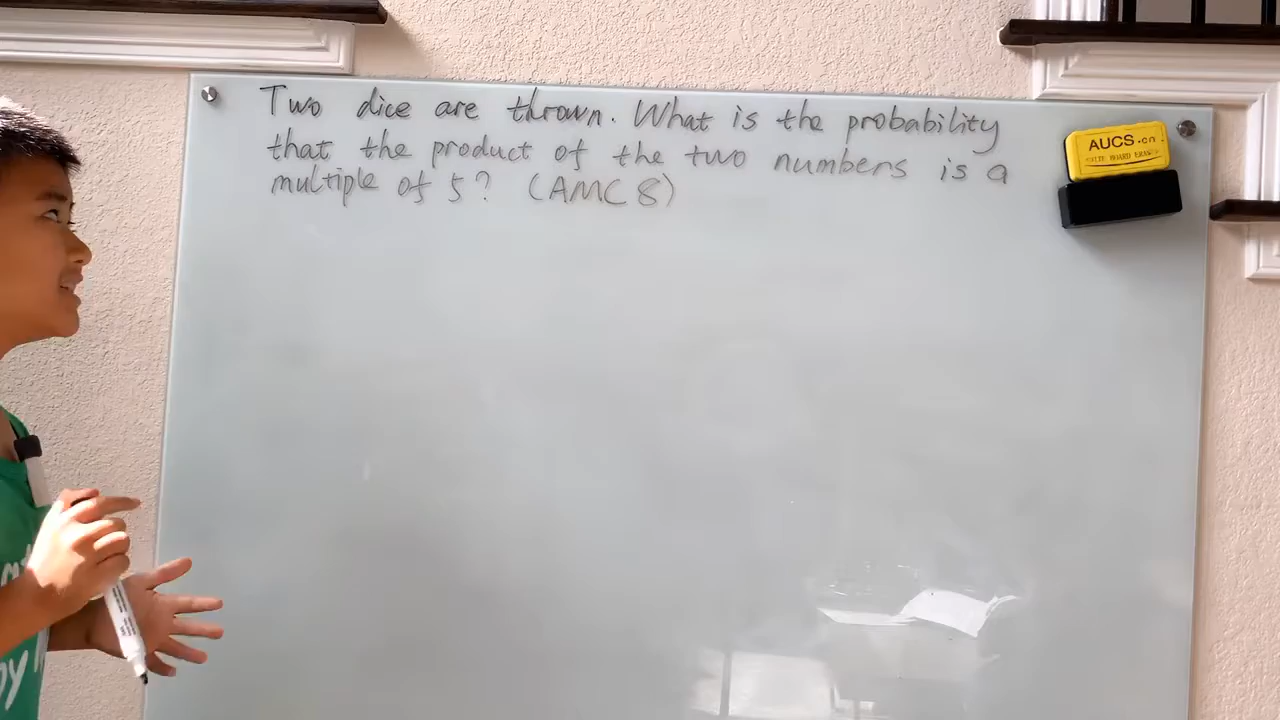 Two dice are thrown. What is the probability
that the product of the two numbers is a
multiple of 5? (AMC 8)
AUCS.cn